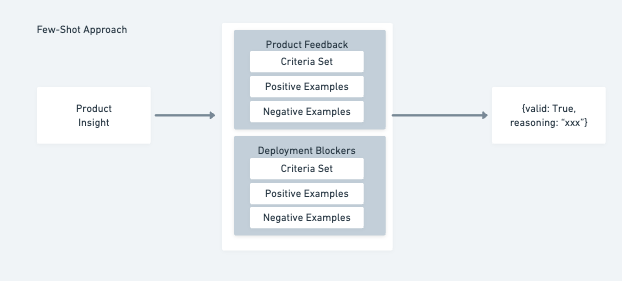 Few-Shot Approach
Product
Insight
Product Feedback
Criteria Set
Positive Examples
Negative Examples
Deployment Blockers
Criteria Set
Positive Examples
Negative Examples
{valid: True,
reasoning: "xxx"}